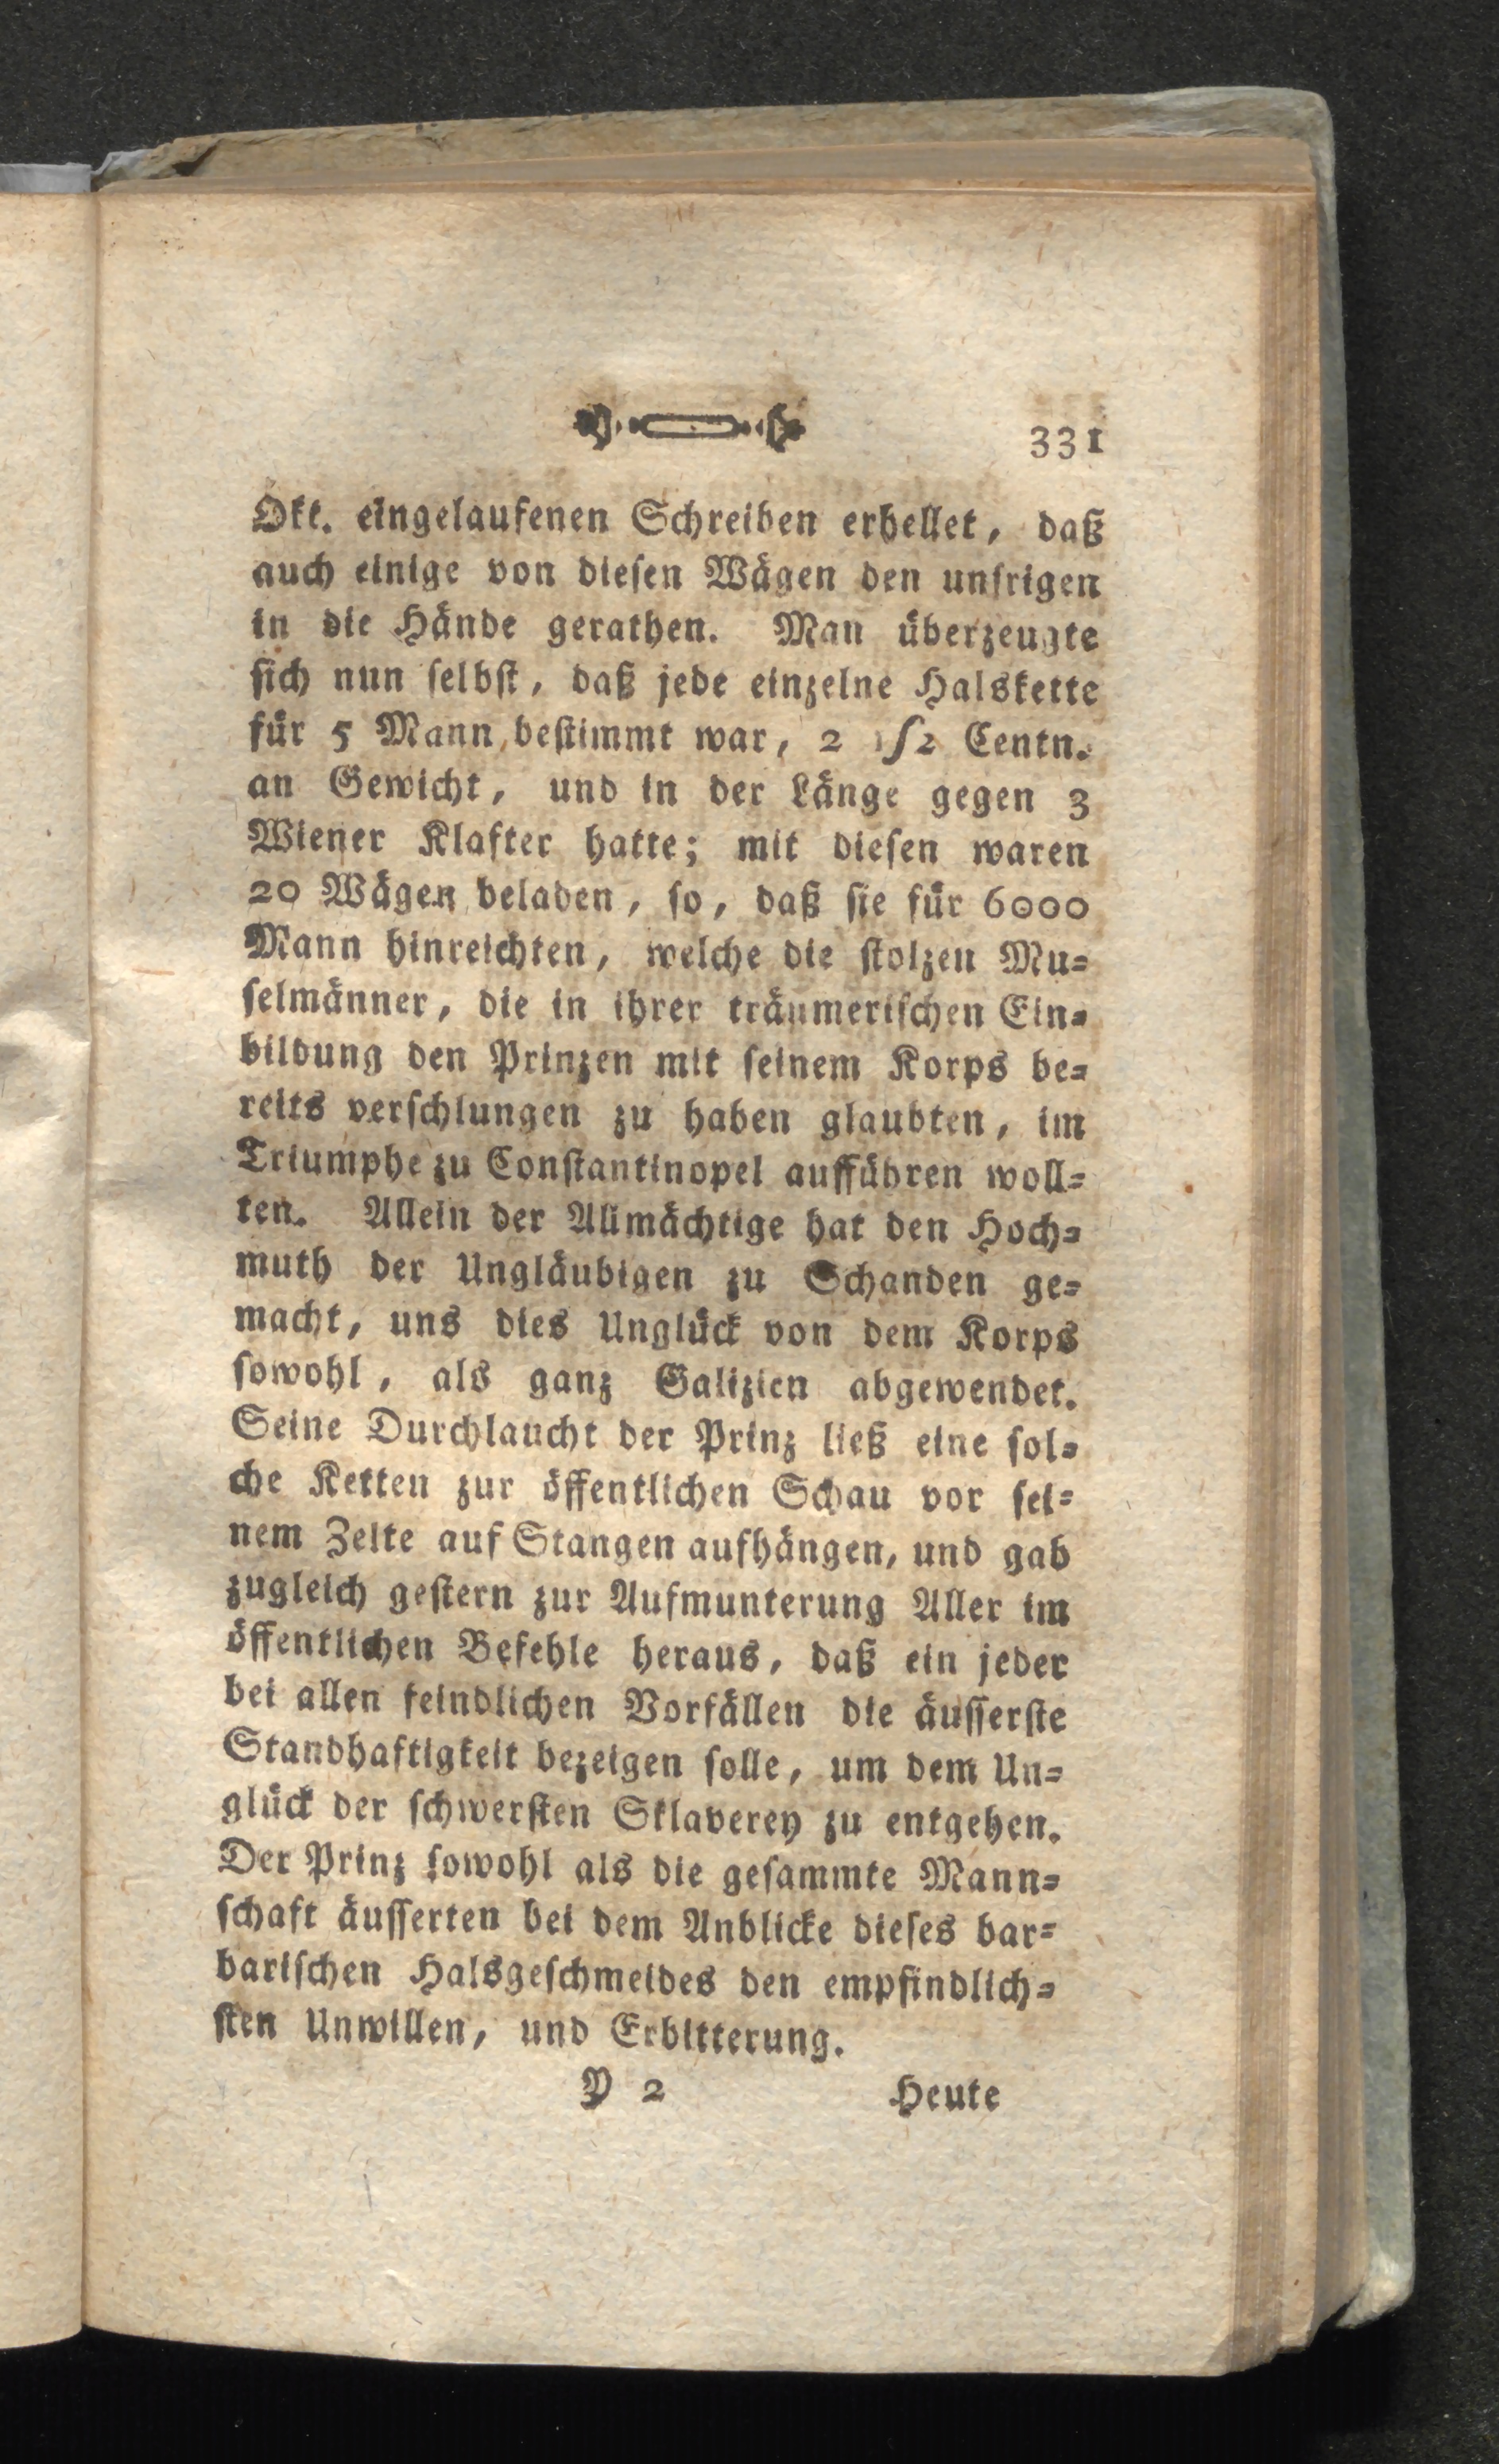 331
Okt. eingelaufenen Schreiben erhellet, daß
auch einige von dieſen Wägen den unſrigen
in die Hände gerathen. Man überzeugte
ſich nun ſelbſt, daß jede einzelne Halskette
für 5 Mann beſtimmt war, 2 1/2 Centn.
an Gewicht, und in der Länge gegen 3
Wiener Klafter hatte; mit dieſen waren
20 Wägen beladen, ſo, daß ſie für 6000
Mann hinreichten, welche die ſtolzen Mu⸗
ſelmänner, die in ihrer träumeriſchen Ein⸗
bildung den Prinzen mit ſeinem Korps be⸗
reits verſchlungen zu haben glaubten, im
Triumphe zu Conſtantinopel aufführen woll⸗
ten. Allein der Allmächtige hat den Hoch⸗
muth der Ungläubigen zu Schanden ge⸗
macht, uns dies Unglück von dem Korps
ſowohl, als ganz Galizien abgewendet.
Seine Durchlaucht der Prinz ließ eine ſol⸗
che Ketten zur öffentlichen Schau vor ſei⸗
nem Zelte auf Stangen aufhängen, und gab
zugleich geſtern zur Aufmunterung Aller im
öffentlichen Befehle heraus, daß ein jeder
bei allen feindlichen Vorfällen die äuſſerſte
Standhaftigkeit bezeigen ſolle, um dem Un⸗
glück der ſchwerſten Sklaverey zu entgehen.
Der Prinz ſowohl als die geſammte Mann⸗
ſchaft äuſſerten bei dem Anblicke dieſes bar⸗
bariſchen Halsgeſchmeides den empfindlich⸗
ſten Unwillen, und Erbitterung.
Y 2 Heute